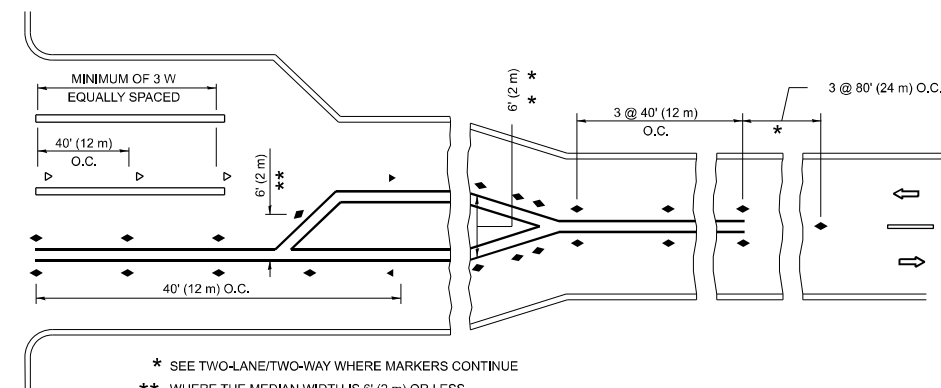 MINIMUM OF 3 W
EQUALLY SPACED
40' (12 m)
O.C.
6' (2 m)
**
40' (12 m) O.C.
6' (2 m)
*
*
3 @ 40' (12 m)
O.C.
3 @ 80' (24 m) O.C.
*
* SEE TWO-LANE/TWO-WAY WHERE MARKERS CONTINUE
** WHERE THE MEDIAN WIDTH IS 6' (2 m) OR LESS